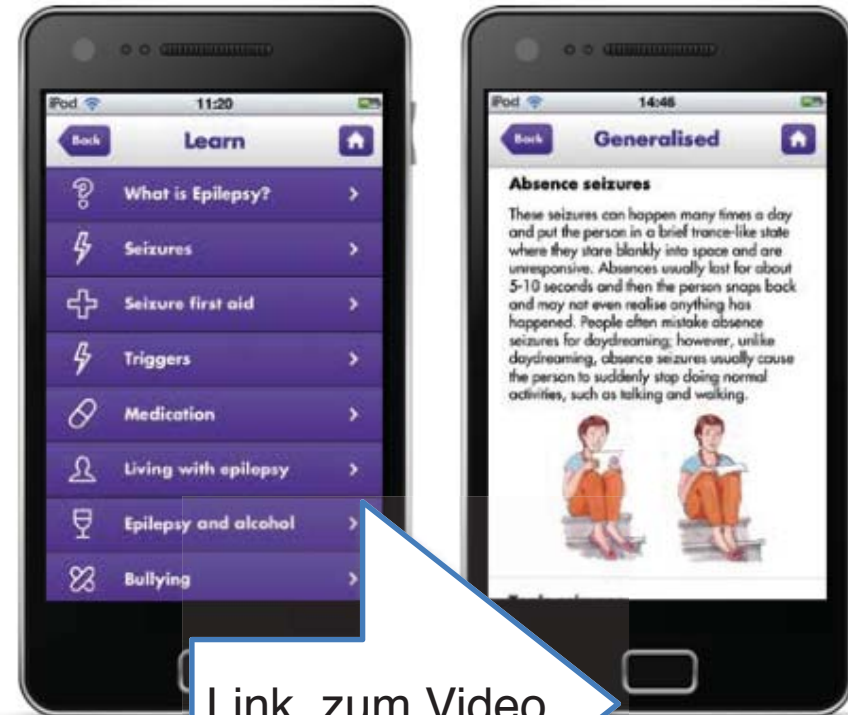 iPod
11:20
Back
Learn
What is Epilepsy?
Seizures
Seizure first aid
Triggers
Medication
Living with epilepsy
Epilepsy and alcohol
Bullying
iPod
14:46
Back
Generalised
Absence seizures
These seizures can happen many times a day
and put the person in a brief trance-like state
where they stare blankly into space and are
unresponsive. Absences usually last for about
5-10 seconds and then the person snaps back
and may not even realise anything has
happened. People often mistake absence
seizures for daydreaming; however, unlike
daydreaming, absence seizures usually cause
the person to suddenly stop doing normal
activities, such as talking and walking.
Link zum Video